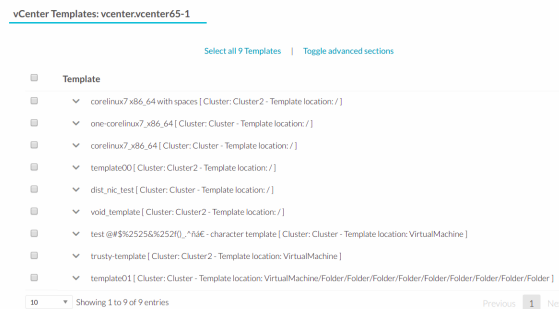 vCenter Templates: vcenter.vcenter65-1
Select all 9 Templates | Toggle advanced sections
Template
corelinux7 x86_64 with spaces [ Cluster: Cluster2 - Template location: / ]
one-corelinux7_x86_64 [ Cluster: Cluster - Template location: / ]
corelinux7_x86_64 [ Cluster: Cluster - Template location: / ]
template00 [ Cluster: Cluster2 - Template location: / ]
dist_nic_test [ Cluster: Cluster - Template location: / ]
void_template [ Cluster: Cluster2 - Template location: / ]
test @#$%2525&%252f()_.^ñá€ - character template [ Cluster: Cluster - Template location: VirtualMachine ]
trusty-template [ Cluster: Cluster2 - Template location: VirtualMachine ]
template01 [ Cluster: Cluster - Template location: VirtualMachine/Folder/Folder/Folder/Folder/Folder/Folder/Folder/Folder/Folder ]
10 Showing 1 to 9 of 9 entries
Previous 1 Ne